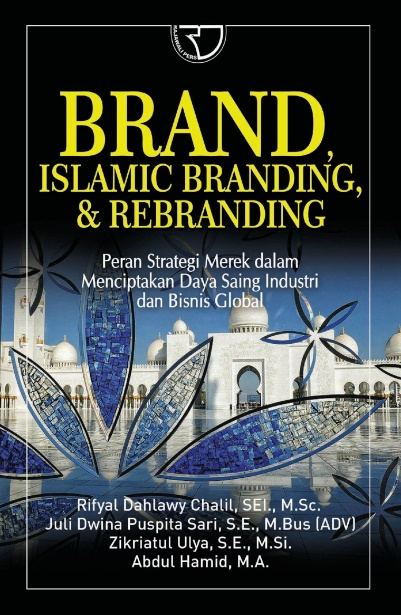 RAJAWALI PERS
BRAND,
ISLAMIC BRANDING,
& REBRANDING
Peran Strategi Merek dalam
Menciptakan Daya Saing Industri
dan Bisnis Global
Rifyal Dahlawy Chalil, SEI., M.Sc.
Juli Dwina Puspita Sari, S.E., M.Bus (ADV)
Zikriatul Ulya, S.E., M.Si.
Abdul Hamid, M.A.